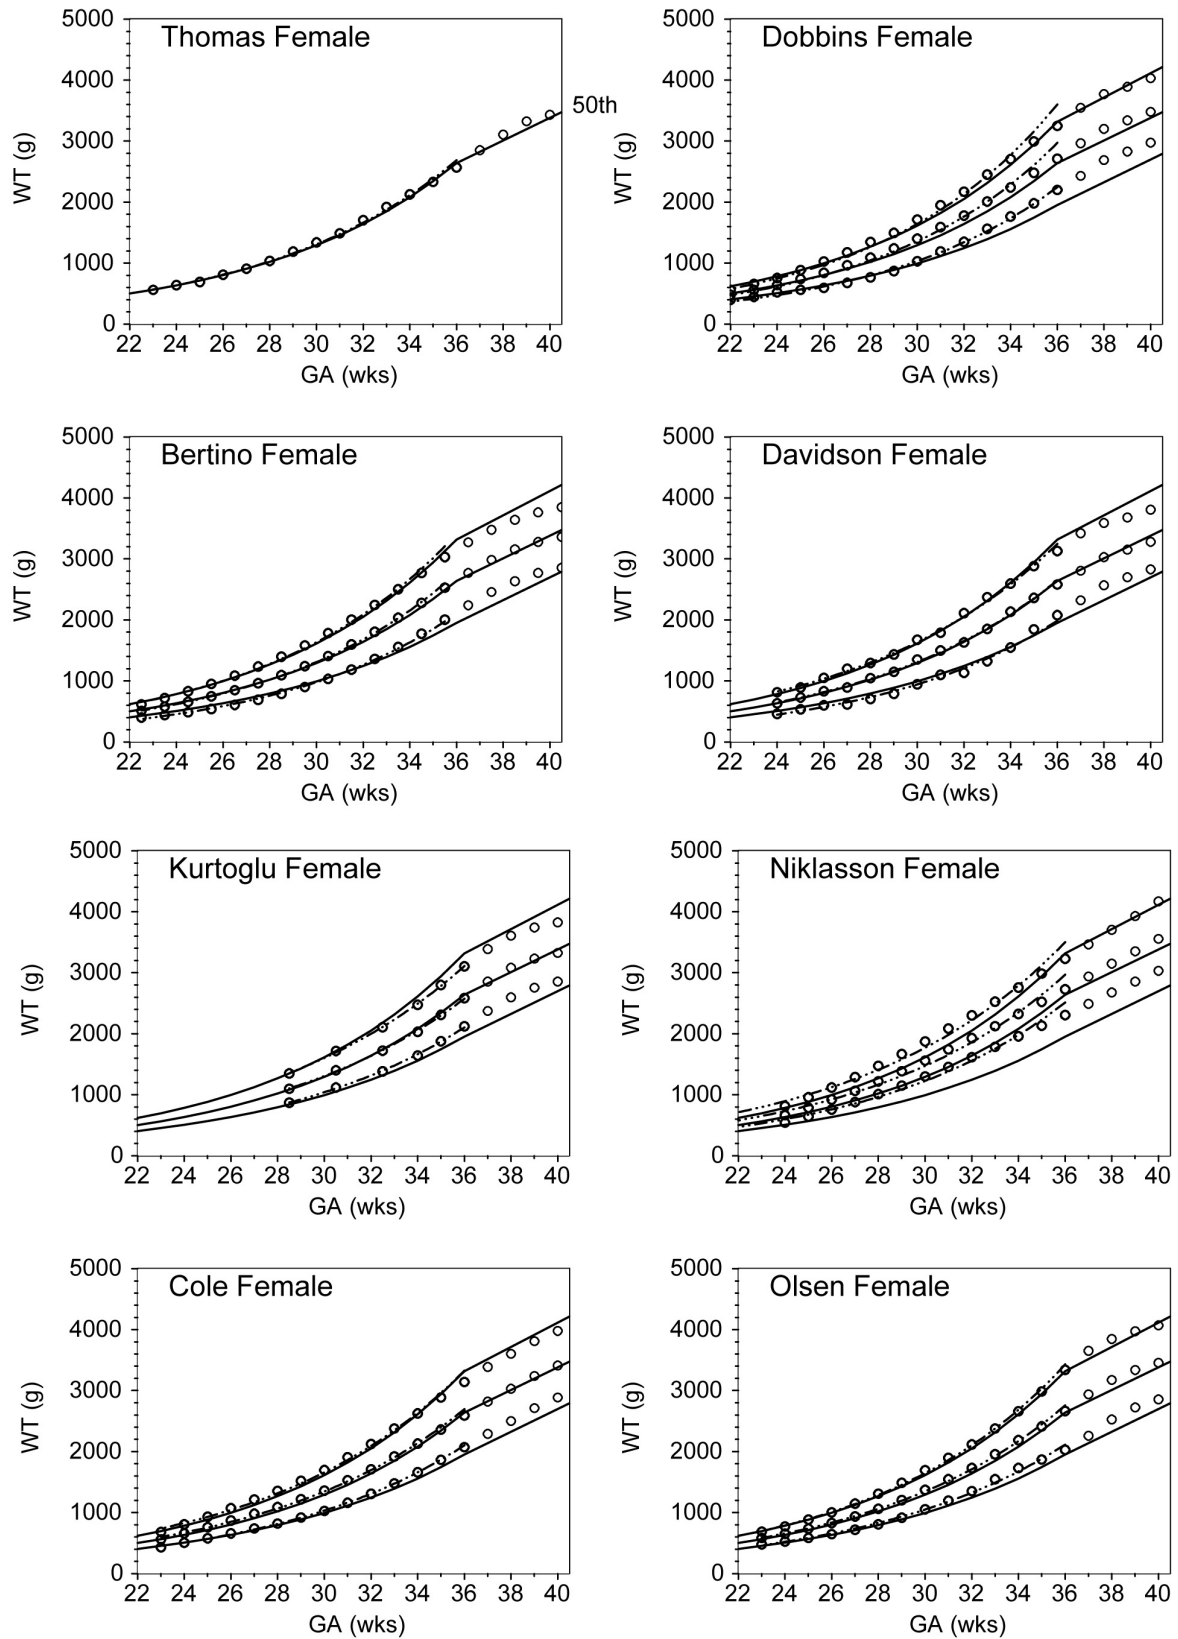 Thomas Female
5000
4000
3000
2000
1000
0
WT (g)
50th
22 24 26 28 30 32 34 36 38 40
GA (wks)
Dobbins Female
5000
4000
3000
2000
1000
0
WT (g)
22 24 26 28 30 32 34 36 38 40
GA (wks)
Bertino Female
5000
4000
3000
2000
1000
0
WT (g)
22 24 26 28 30 32 34 36 38 40
GA (wks)
Davidson Female
5000
4000
3000
2000
1000
0
WT (g)
22 24 26 28 30 32 34 36 38 40
GA (wks)
Kurtoglu Female
5000
4000
3000
2000
1000
0
WT (g)
22 24 26 28 30 32 34 36 38 40
GA (wks)
Niklasson Female
5000
4000
3000
2000
1000
0
WT (g)
22 24 26 28 30 32 34 36 38 40
GA (wks)
Cole Female
5000
4000
3000
2000
1000
0
WT (g)
22 24 26 28 30 32 34 36 38 40
GA (wks)
Olsen Female
5000
4000
3000
2000
1000
0
WT (g)
22 24 26 28 30 32 34 36 38 40
GA (wks)